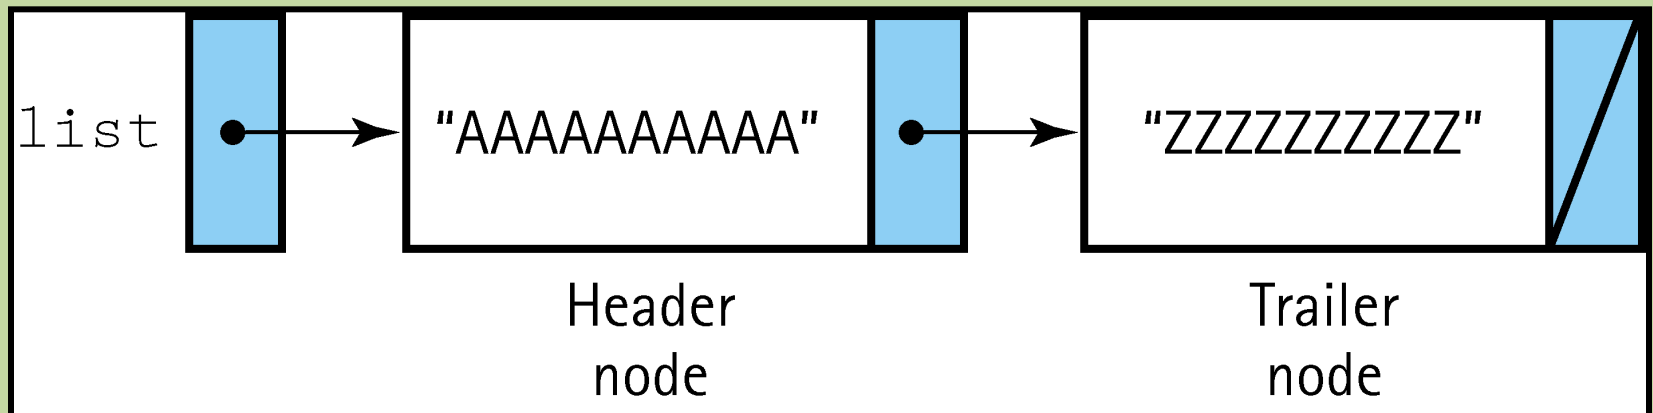 list "AAAAAAAAAA" "ZZZZZZZZZZ"
Header Trailer
node node